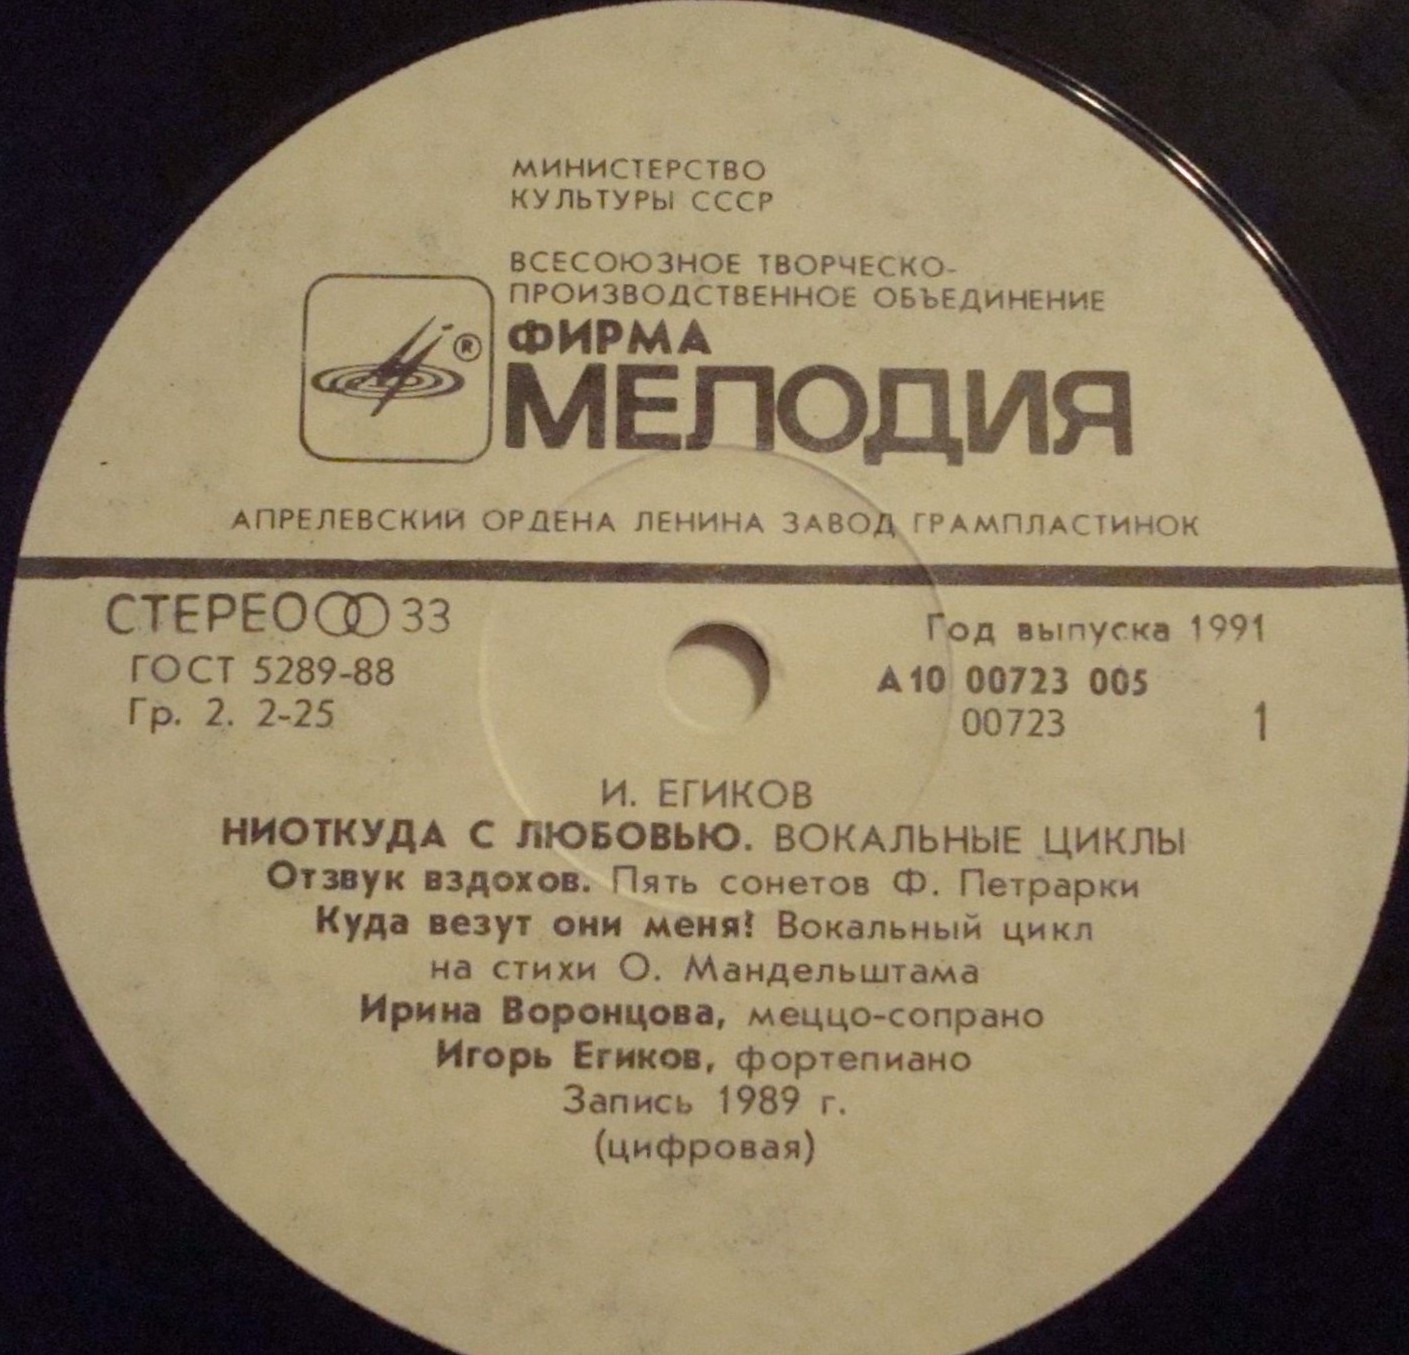 МИНИСТЕРСТВО
КУЛЬТУРЫ СССР
ВСЕСОЮЗНОЕ ТВОРЧЕСКО-
ПРОИЗВОДСТВЕННОЕ ОБЪЕДИНЕНИЕ
ФИРМА
®
МЕЛОДИЯ
АПРЕЛЕВСКИЙ ОРДЕНА ЛЕНИНА ЗАВОД ГРАМПЛАСТИНОК
СТЕРЕО 33
ГОСТ 5289-88
Гр. 2. 2-25
Год выпуска 1991
А10 00723 005
00723
1
И. ЕГИКОВ
НИОТКУДА С ЛЮБОВЬЮ. ВОКАЛЬНЫЕ ЦИКЛЫ
Отзвук вздохов. Пять сонетов Ф. Петрарки
Куда везут они меня? Вокальный цикл
на стихи О. Мандельштама
Ирина Воронцова, меццо-сопрано
Игорь Егиков, фортепиано
Запись 1989 г.
(цифровая)